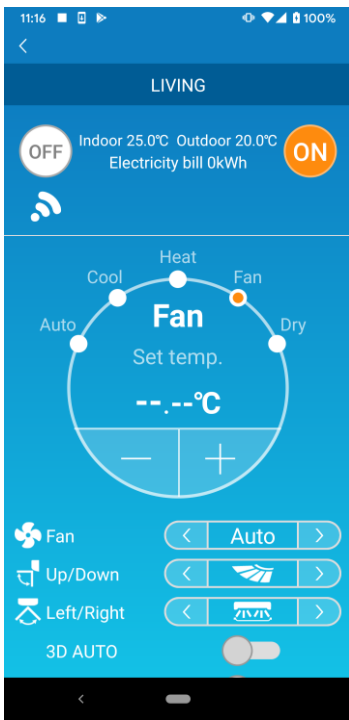 11:16 100%
LIVING
OFF Indoor 25.0℃ Outdoor 20.0℃ ON
Electricity bill 0kWh
Heat
Cool Fan
Auto Fan Dry
Set temp.
--.--℃
Fan Auto
Up/Down
Left/Right
3D AUTO